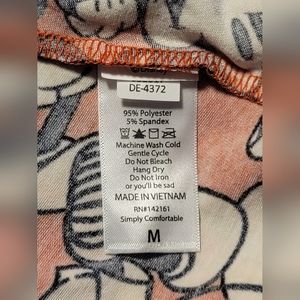 ©Disney
DE-4372
95% Polyester
5% Spandex
Machine Wash Cold
Gentle Cycle
Do Not Bleach
Hang Dry
Do Not Iron
or you'll be sad
MADE IN VIETNAM
RN#142161
Simply Comfortable
M